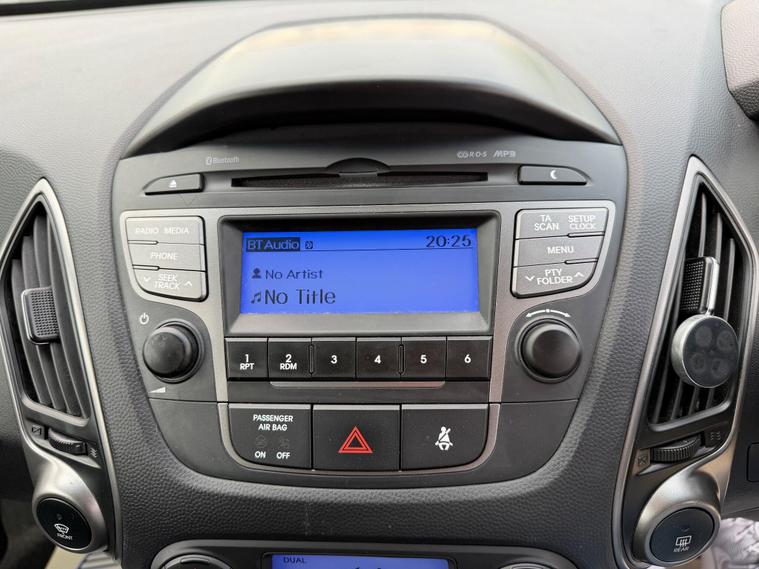 Bluetooth
R·D·S MP3
RADIO MEDIA
PHONE
SEEK
TRACK
BT Audio 20:25
No Artist
No Title
TA
SCAN
SETUP
CLOCK
MENU
PTY
FOLDER
1
RPT
2
RDM
3
4
5
6
PASSENGER
AIR BAG
ON OFF
FRONT
REAR
DUAL